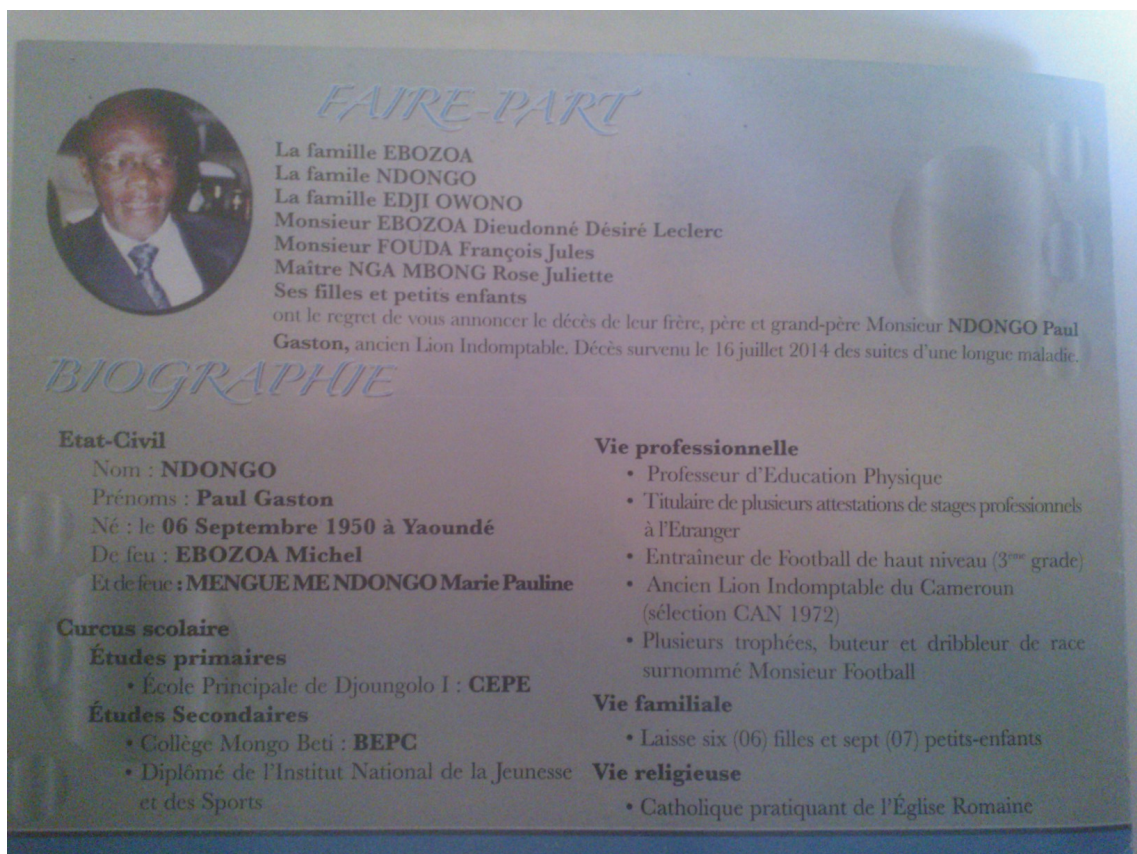 FAIRE-PART
La famille EBOZOA
La famile NDONGO
La famille EDJI OWONO
Monsieur EBOZOA Dieudonné Désiré Leclerc
Monsieur FOUDA François Jules
Maître NGA MBONG Rose Juliette
Ses filles et petits enfants
ont le regret de vous annoncer le décès de leur frère, père et grand-père Monsieur NDONGO Paul
Gaston, ancien Lion Indomptable. Décès survenu le 16 juillet 2014 des suites d'une longue maladie.
BIOGRAPHIE
Etat-Civil
Nom : NDONGO
Prénoms : Paul Gaston
Né : le 06 Septembre 1950 à Yaoundé
De feu : EBOZOA Michel
Et de feue : MENGUE ME NDONGO Marie Pauline
Curcus scolaire
Études primaires
• École Principale de Djoungolo I : CEPE
Études Secondaires
• Collège Mongo Beti : BEPC
• Diplômé de l'Institut National de la Jeunesse
et des Sports
Vie professionnelle
• Professeur d'Education Physique
• Titulaire de plusieurs attestations de stages professionnels
à l'Etranger
• Entraîneur de Football de haut niveau (3ème grade)
• Ancien Lion Indomptable du Cameroun
(sélection CAN 1972)
• Plusieurs trophées, buteur et dribbleur de race
surnommé Monsieur Football
Vie familiale
• Laisse six (06) filles et sept (07) petits-enfants
Vie religieuse
• Catholique pratiquant de l'Église Romaine